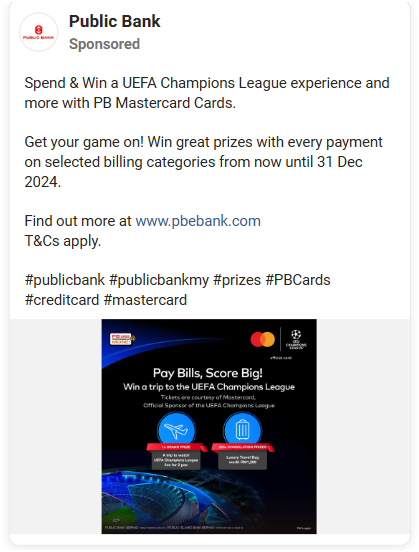 PUBLIC BANK
Public Bank
Sponsored
Spend & Win a UEFA Champions League experience and
more with PB Mastercard Cards.
Get your game on! Win great prizes with every payment
on selected billing categories from now until 31 Dec
2024.
Find out more at www.pbebank.com
T&Cs apply.
#publicbank #publicbankmy #prizes #PBCards
#creditcard #mastercard
official card
Pay Bills, Score Big!
Win a trip to the UEFA Champions League
Tickets are courtesy of Mastercard,
Official Sponsor of the UEFA Champions League
1x GRAND PRIZE
A trip to watch
UEFA Champions League
live for 2 pax
CONSOLATION PRIZES
Luxury Travel Bag
worth